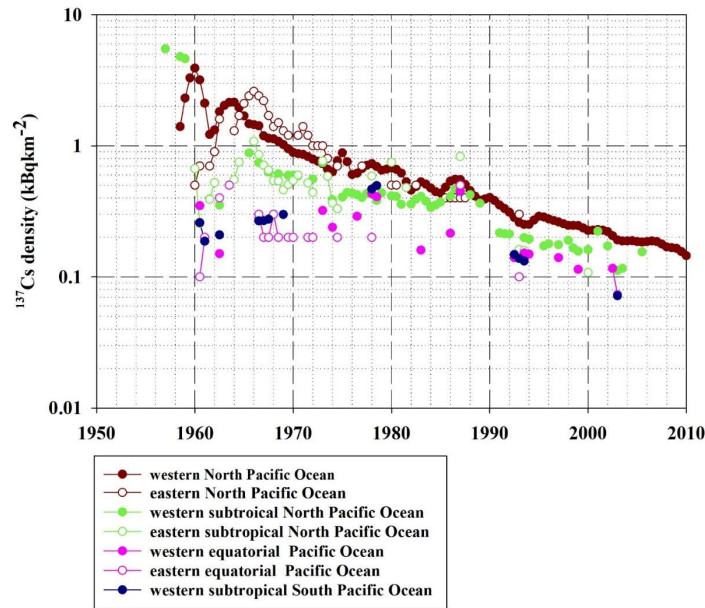 10
1
0.1
0.01
¹³⁷Cs density (kBqkm⁻²)
1950 1960 1970 1980 1990 2000 2010
western North Pacific Ocean
eastern North Pacific Ocean
western subtroical North Pacific Ocean
eastern subtropical North Pacific Ocean
western equatorial Pacific Ocean
eastern equatorial Pacific Ocean
western subtropical South Pacific Ocean